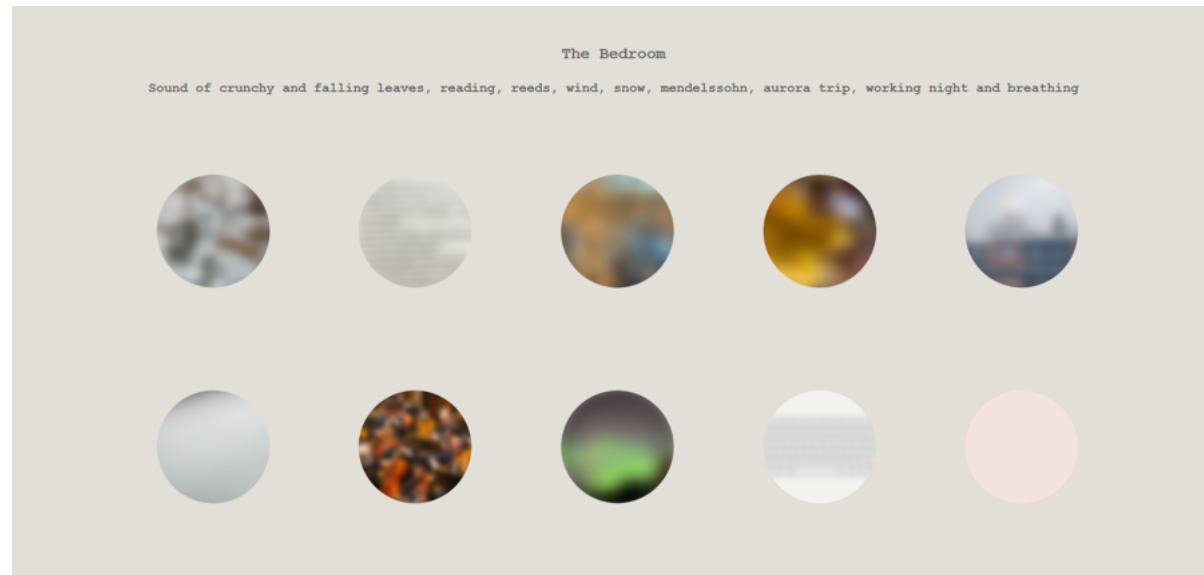 The Bedroom
Sound of crunchy and falling leaves, reading, reeds, wind, snow, mendelssohn, aurora trip, working night and breathing